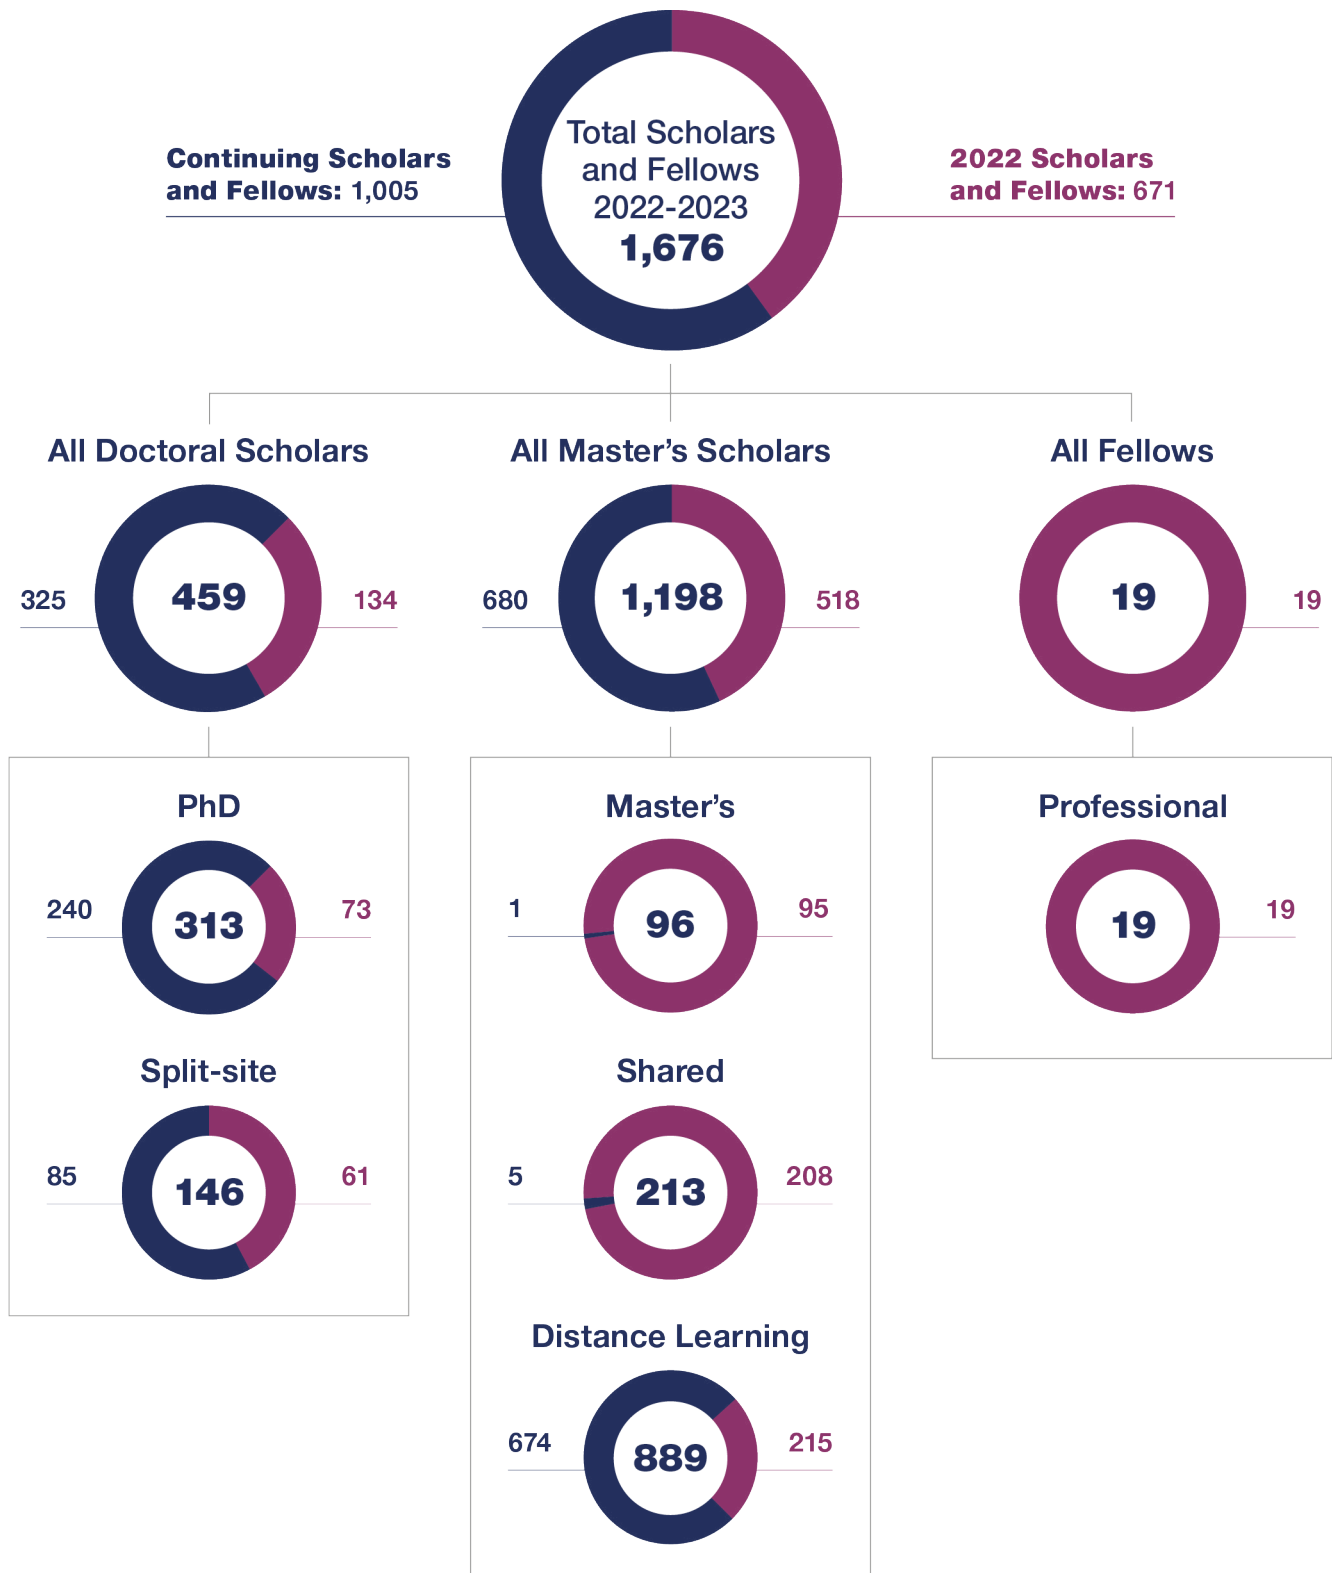 Total Scholars
and Fellows
2022-2023
1,676
Continuing Scholars
and Fellows: 1,005
2022 Scholars
and Fellows: 671
All Doctoral Scholars
325
459
134
All Master’s Scholars
680
1,198
518
All Fellows
19
19
PhD
240
313
73
Split-site
85
146
61
Master’s
1
96
95
Shared
5
213
208
Distance Learning
674
889
215
Professional
19
19